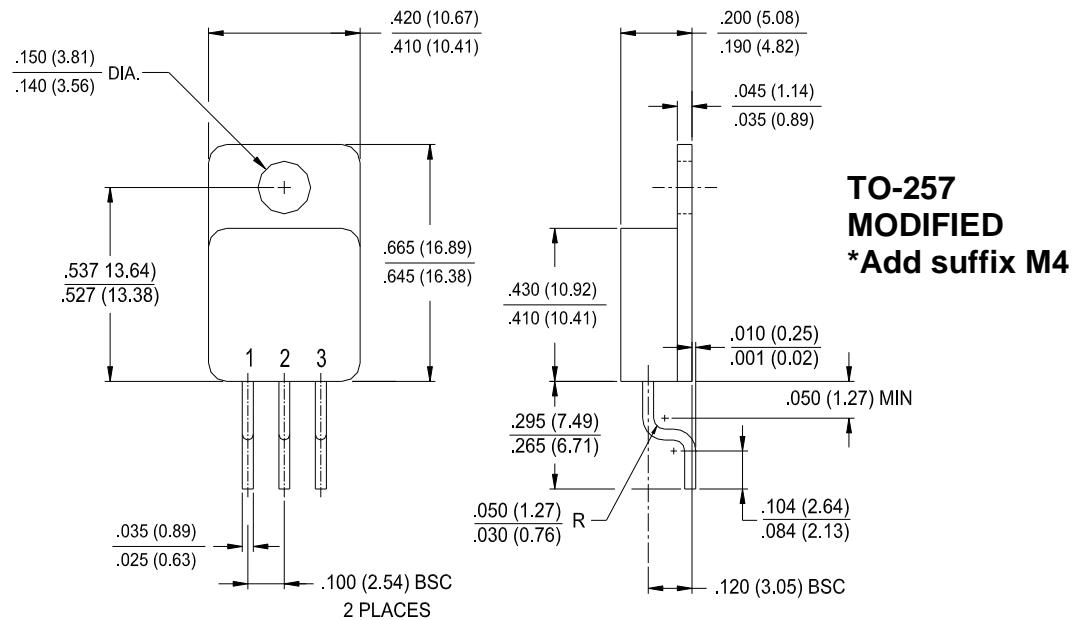 .420 (10.67)
.410 (10.41)
.200 (5.08)
.190 (4.82)
.150 (3.81)
.140 (3.56)
DIA.
.045 (1.14)
.035 (0.89)
TO-257
MODIFIED
*Add suffix M4
.665 (16.89)
.645 (16.38)
.537 13.64)
.527 (13.38)
.430 (10.92)
.410 (10.41)
.010 (0.25)
.001 (0.02)
1 2 3
.050 (1.27) MIN
.295 (7.49)
.265 (6.71)
.050 (1.27)
.030 (0.76)
R
.104 (2.64)
.084 (2.13)
.035 (0.89)
.025 (0.63)
.100 (2.54) BSC
2 PLACES
.120 (3.05) BSC